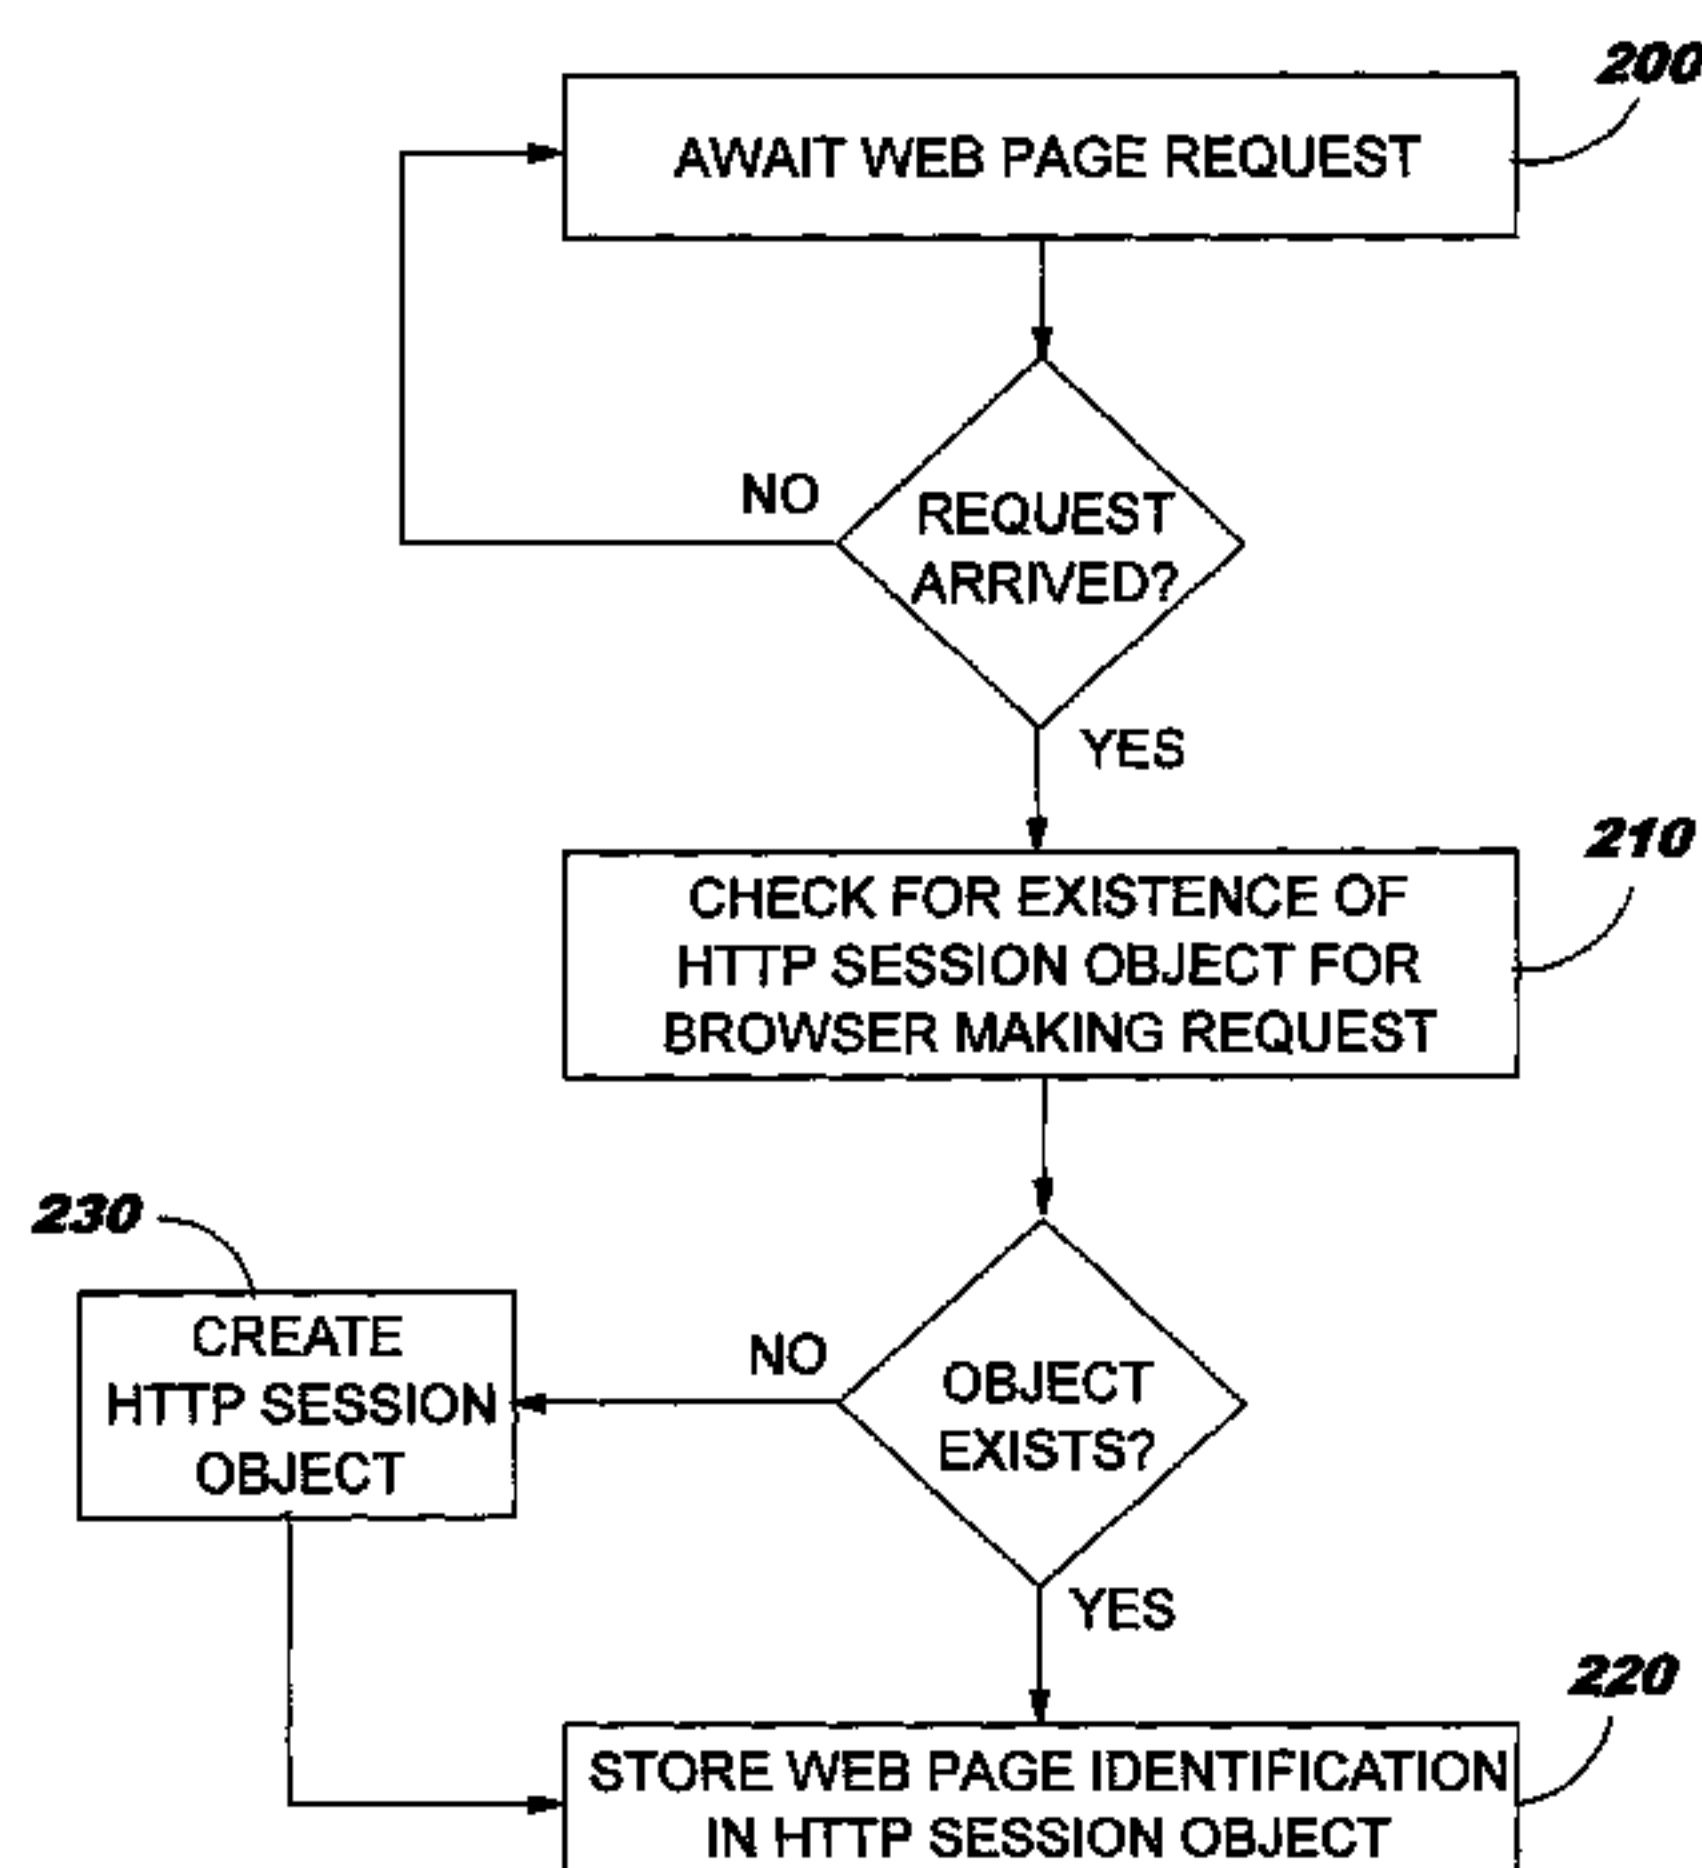 200
AWAIT WEB PAGE REQUEST
NO
REQUEST
ARRIVED?
YES
210
CHECK FOR EXISTENCE OF
HTTP SESSION OBJECT FOR
BROWSER MAKING REQUEST
230
CREATE
HTTP SESSION
OBJECT
NO
OBJECT
EXISTS?
YES
220
STORE WEB PAGE IDENTIFICATION
IN HTTP SESSION OBJECT